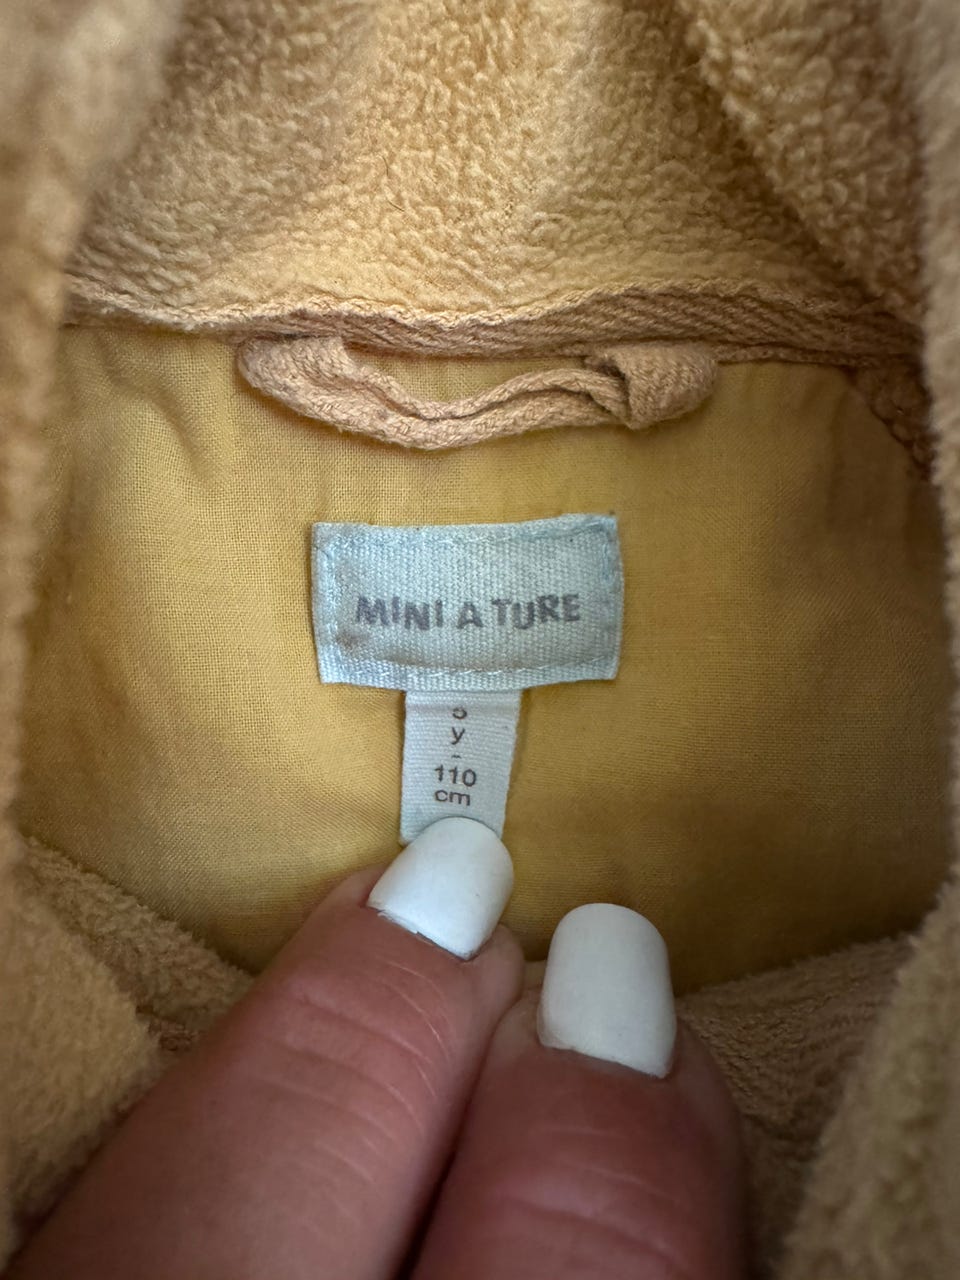 MINI A TURE
y
-
110
cm